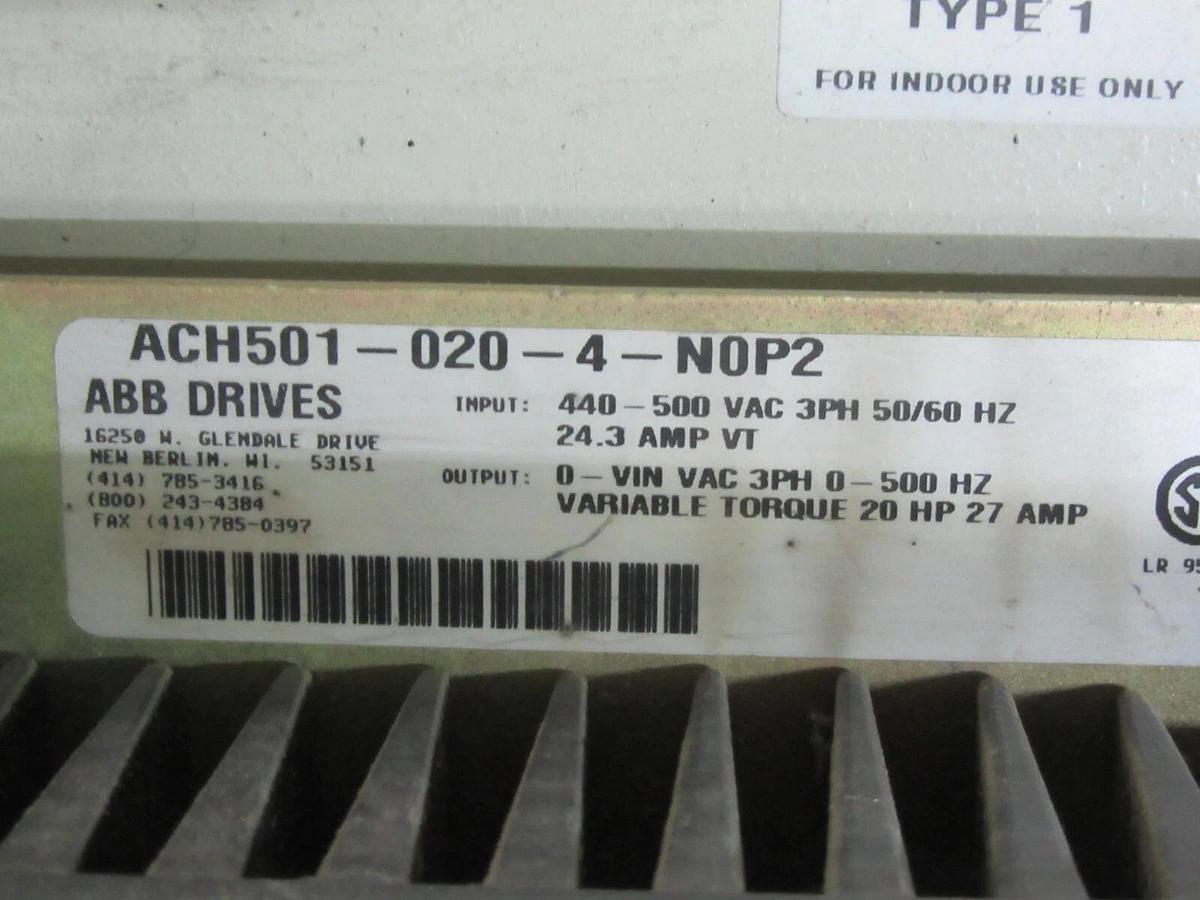 TYPE 1
FOR INDOOR USE ONLY
ACH501-020-4-N0P2
ABB DRIVES
16250 W. GLENDALE DRIVE
NEW BERLIN. WI. 53151
(414) 785-3416
(800) 243-4384
FAX (414)785-0397
INPUT: 440-500 VAC 3PH 50/60 HZ
24.3 AMP VT
OUTPUT: 0-VIN VAC 3PH 0-500 HZ
VARIABLE TORQUE 20 HP 27 AMP
LR 95